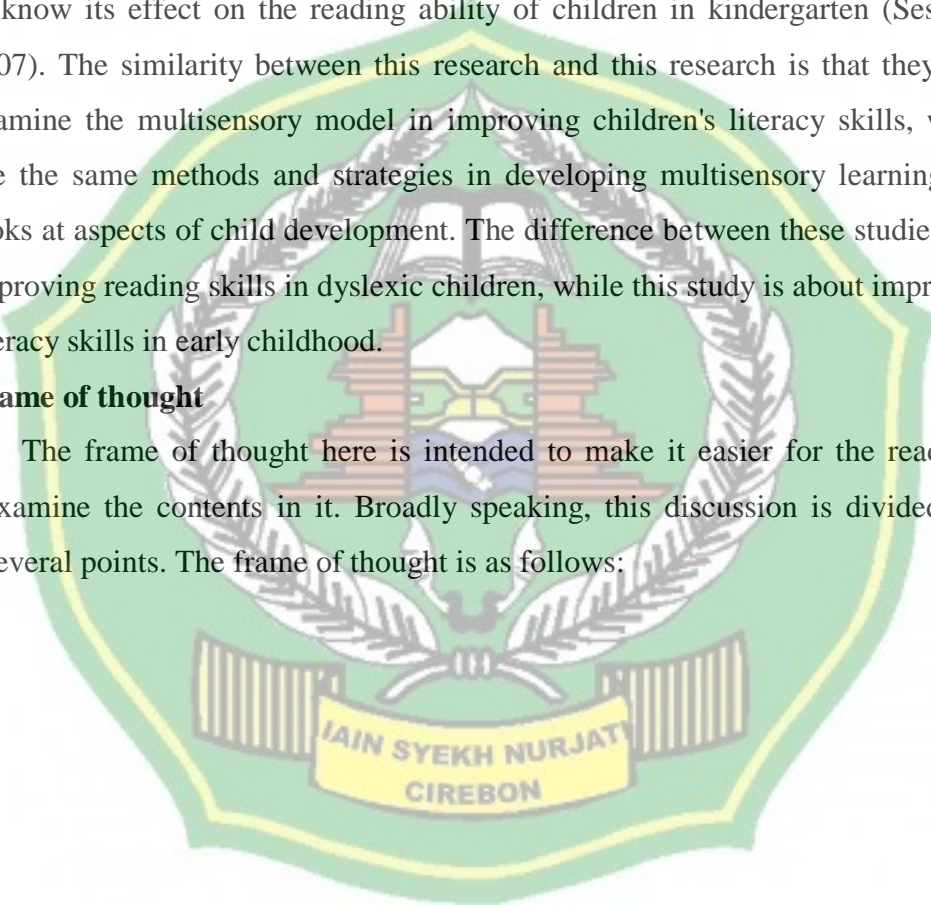 know its effect on the reading ability of children in kindergarten (Ses
07). The similarity between this research and this research is that they
amine the multisensory model in improving children's literacy skills,
e the same methods and strategies in developing multisensory learning
oks at aspects of child development. The difference between these studie
proving reading skills in dyslexic children, while this study is about impr
eracy skills in early childhood.
ame of thought
The frame of thought here is intended to make it easier for the read
xamine the contents in it. Broadly speaking, this discussion is divided
everal points. The frame of thought is as follows:
IAIN SYEKH NURJATI
CIREBON